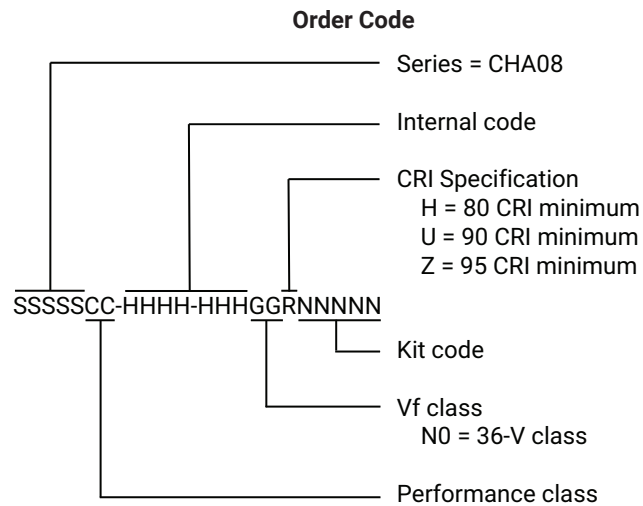 Order Code
Series = CHA08
Internal code
CRI Specification
H = 80 CRI minimum
U = 90 CRI minimum
Z = 95 CRI minimum
SSSSSCC-HHHH-HHHGGRNNNNN
Kit code
Vf class
N0 = 36-V class
Performance class